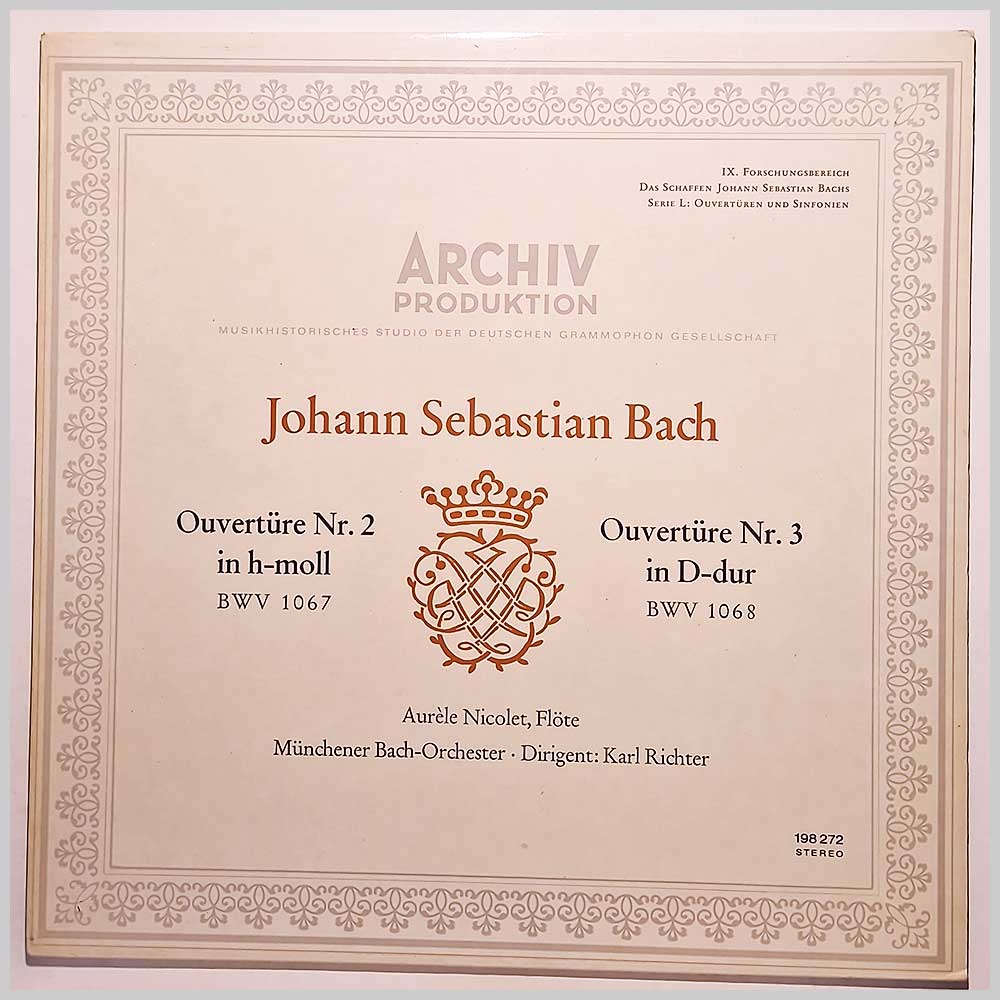 IX. Forschungsbereich
Das Schaffen Johann Sebastian Bachs
Serie L: Ouvertüren und Sinfonien
ARCHIV
PRODUKTION
MUSIKHISTORISCHES STUDIO DER DEUTSCHEN GRAMMOPHON GESELLSCHAFT
Johann Sebastian Bach
Ouvertüre Nr. 2
in h-moll
BWV 1067
Ouvertüre Nr. 3
in D-dur
BWV 1068
Aurèle Nicolet, Flöte
Münchener Bach-Orchester · Dirigent: Karl Richter
198 272
STEREO